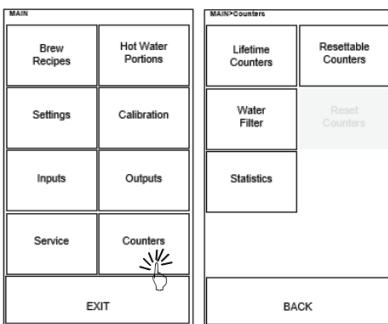 MAIN
Brew
Recipes
Hot Water
Portions
Settings
Calibration
Inputs
Outputs
Service
Counters
EXIT
MAIN>Counters
Lifetime
Counters
Resettable
Counters
Water
Filter
Reset
Counters
Statistics
BACK